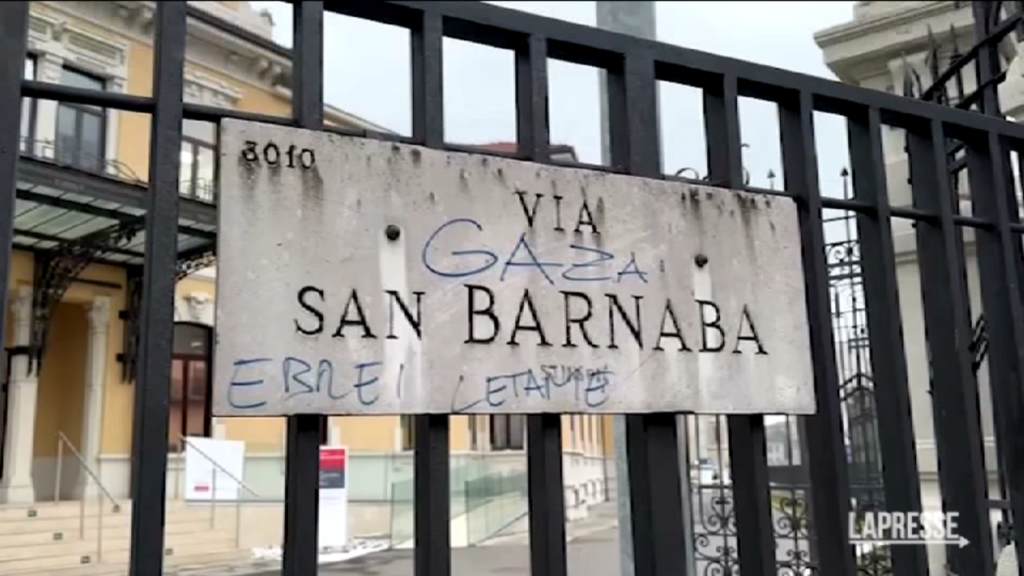 3010
VIA
GAZA
SAN BARNABA
EBREI LETAME
LAPRESSE